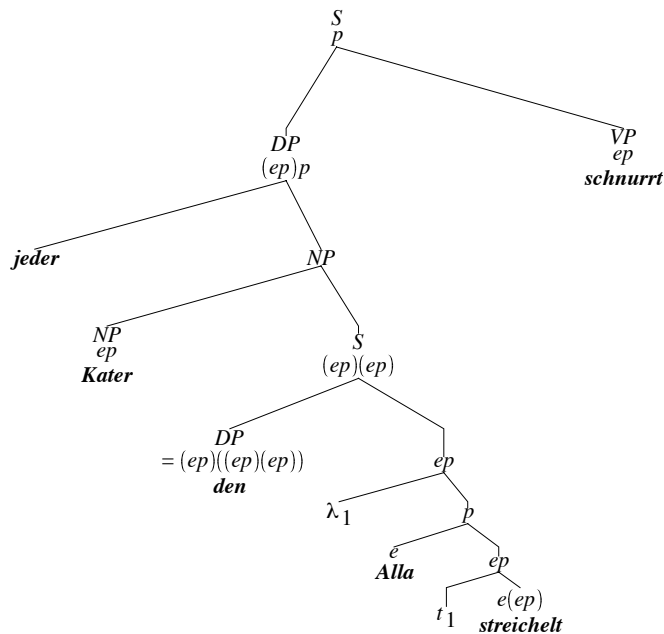 S
p
DP
(ep)p
VP
ep
schnurrt
jeder
NP
NP
ep
Kater
S
(ep)(ep)
DP
= (ep)((ep)(ep))
den
ep
λ1
p
e
Alla
ep
t1
e(ep)
streichelt